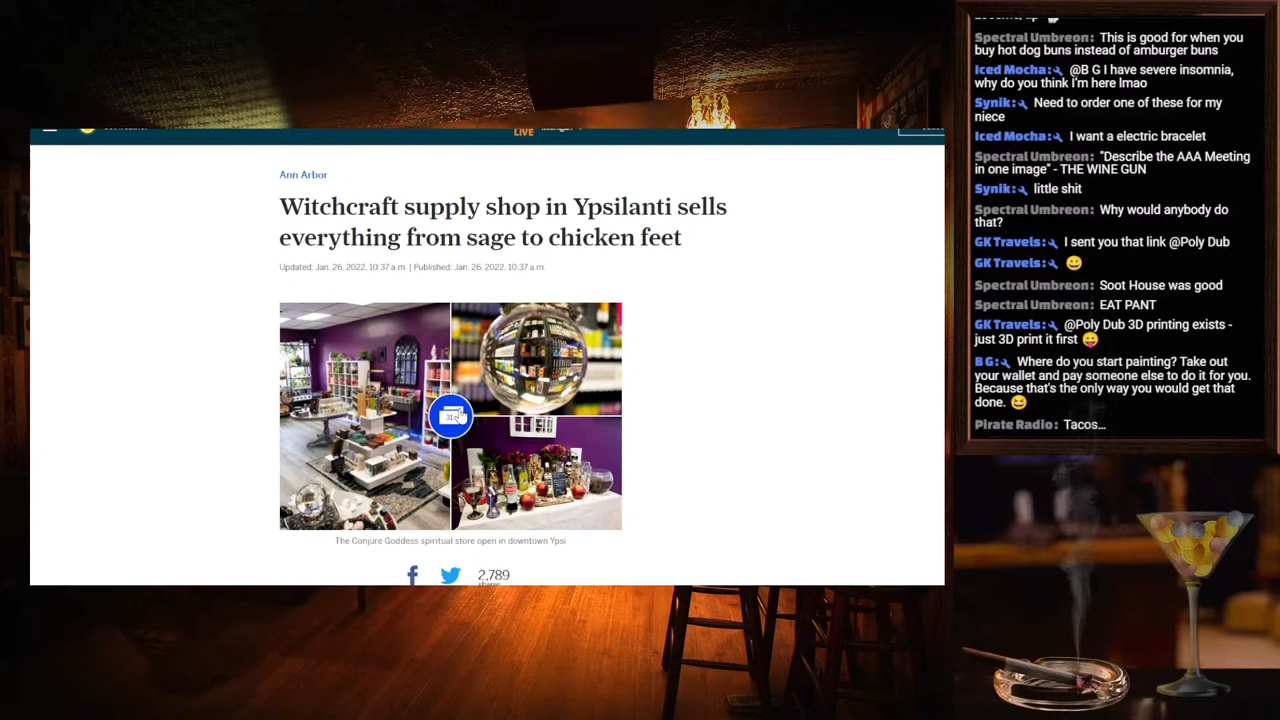 LIVE
Ann Arbor
Witchcraft supply shop in Ypsilanti sells
everything from sage to chicken feet
Updated: Jan. 26, 2022, 10:37 a.m. | Published: Jan. 26, 2022, 10:37 a.m.
31
The Conjure Goddess spiritual store open in downtown Ypsi
2,789
shares
Spectral Umbreon: This is good for when you
buy hot dog buns instead of amburger buns
Iced Mocha: @B G I have severe insomnia,
why do you think I'm here lmao
Synik: Need to order one of these for my
niece
Iced Mocha: I want a electric bracelet
Spectral Umbreon: "Describe the AAA Meeting
in one image" - THE WINE GUN
Synik: little shit
Spectral Umbreon: Why would anybody do
that?
GK Travels: I sent you that link @Poly Dub
GK Travels: 😀
Spectral Umbreon: Soot House was good
Spectral Umbreon: EAT PANT
GK Travels: @Poly Dub 3D printing exists -
just 3D print it first 😛
B G: Where do you start painting? Take out
your wallet and pay someone else to do it for you.
Because that's the only way you would get that
done. 😆
Pirate Radio: Tacos...